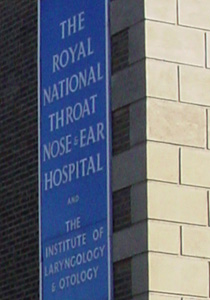 THE
ROYAL
NATIONAL
THROAT
NOSE & EAR
HOSPITAL
AND
THE
INSTITUTE OF
LARYNGOLOGY
& OTOLOGY